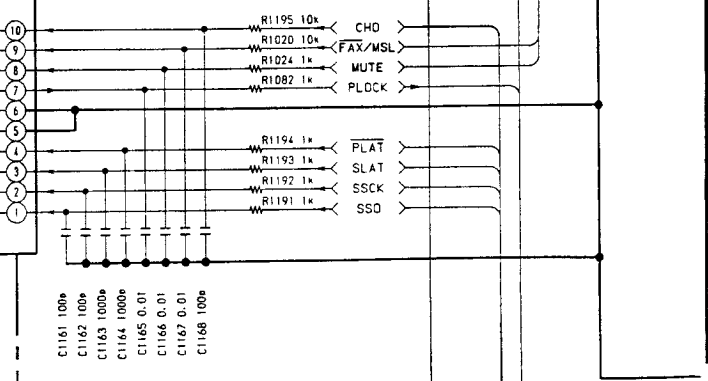 10 R1195 10k CHO
9 R1020 10k FAX/MSL
8 R1024 1k MUTE
7 R1082 1k PLOCK
6
5
4 R1194 1k PLAT
3 R1193 1k SLAT
2 R1192 1k SSCK
1 R1191 1k SSO
C1161 100p
C1162 100p
C1163 1000p
C1164 1000p
C1165 0.01
C1166 0.01
C1167 0.01
C1168 100p